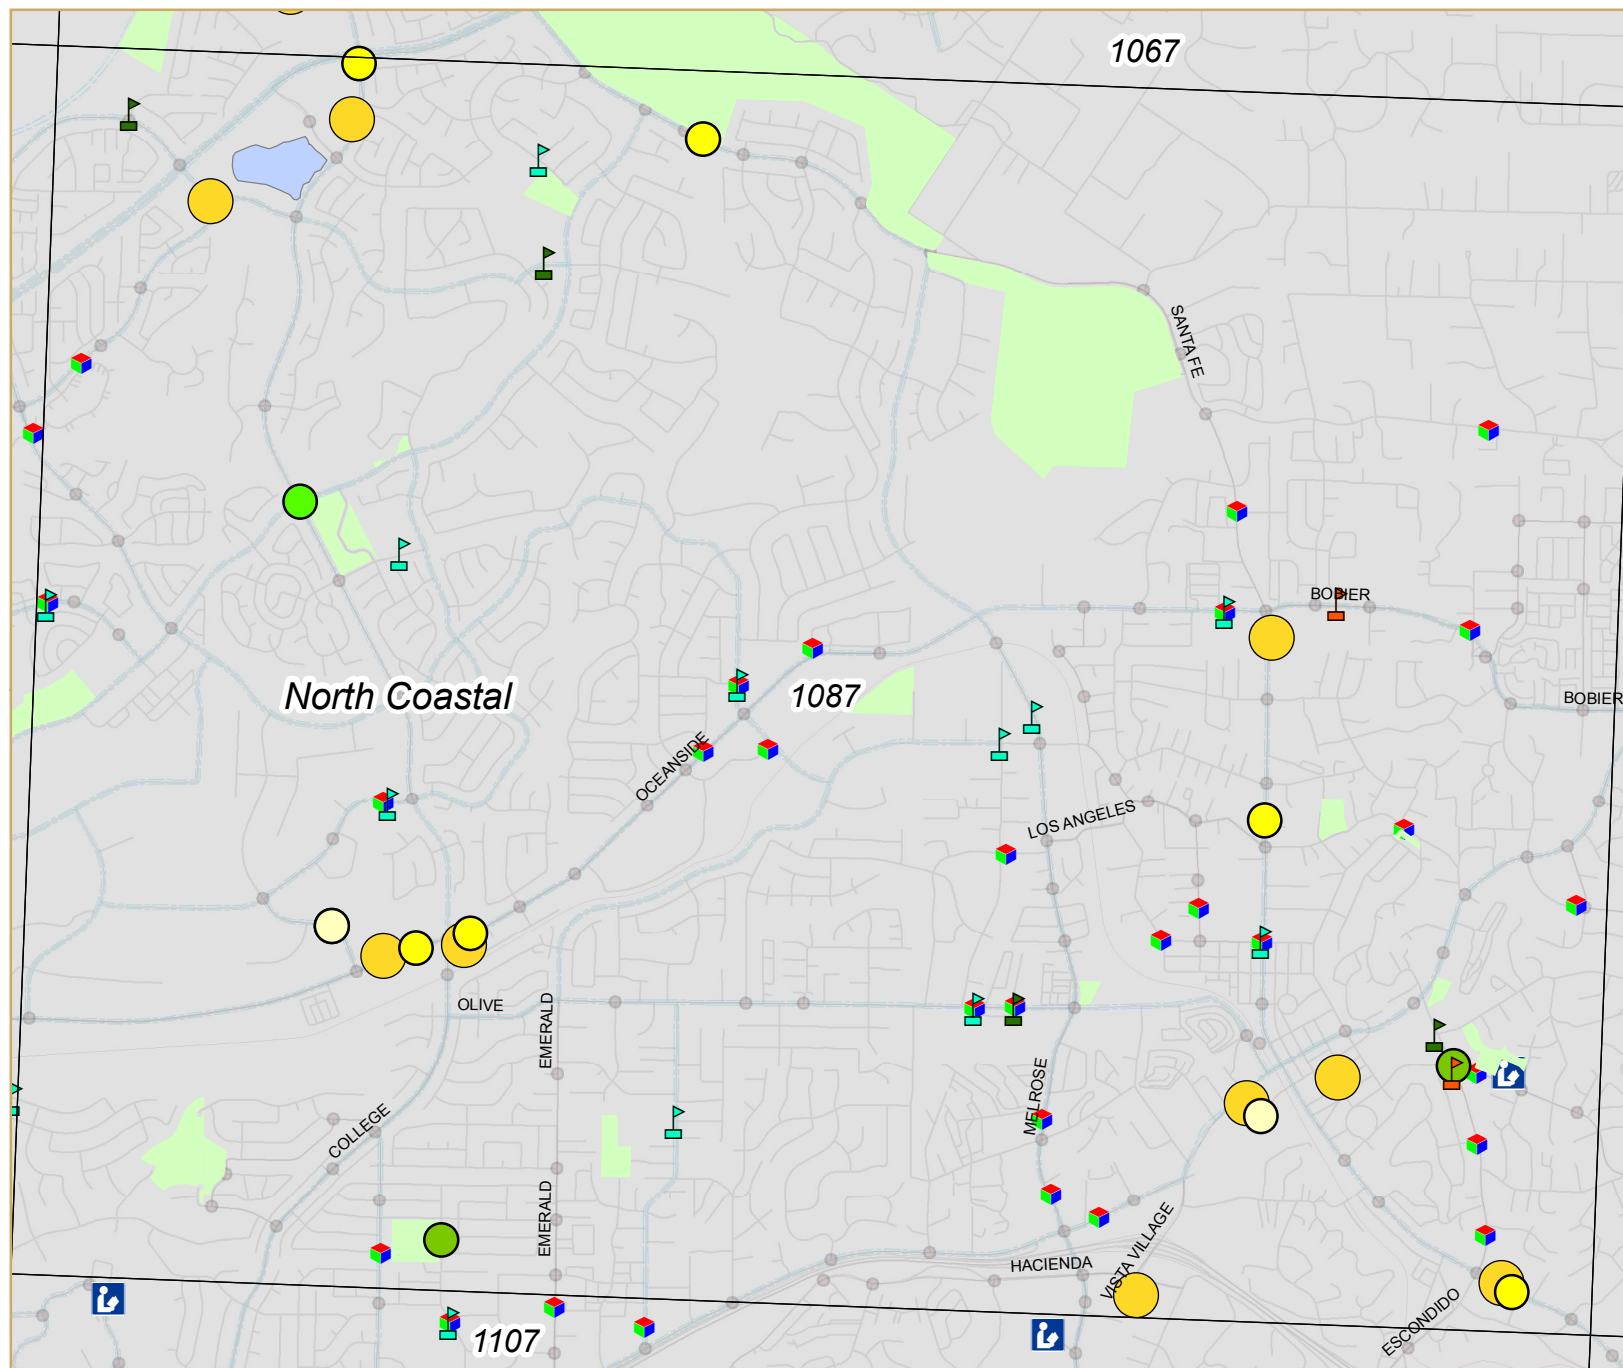 1067
SANTA FE
BOBIER
BOBIER
North Coastal
1087
OCEANSIDE
LOS ANGELES
OLIVE
EMERALD
MELROSE
COLLEGE
EMERALD
VISTA VILLAGE
HACIENDA
ESCONDIDO
1107